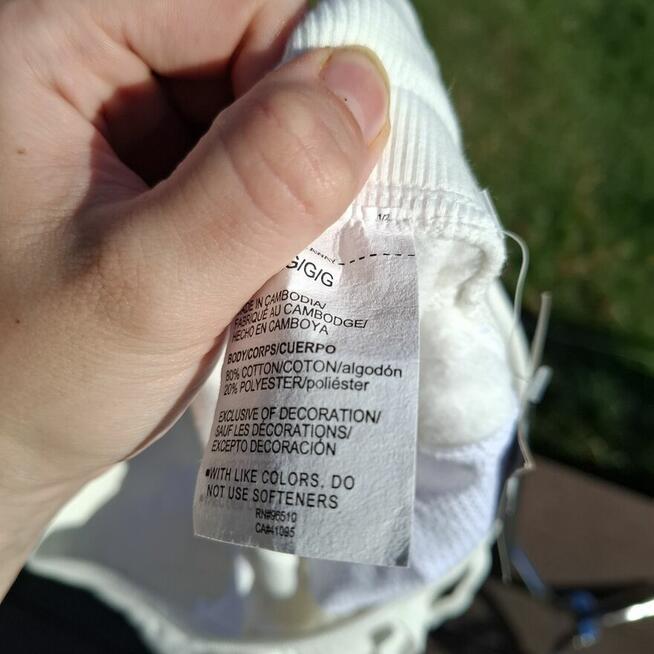 G/G/G
MADE IN CAMBODIA/
FABRIQUÉ AU CAMBODGE/
HECHO EN CAMBOYA
BODY/CORPS/CUERPO
80% COTTON/COTON/algodón
20% POLYESTER/poliéster
EXCLUSIVE OF DECORATION/
SAUF LES DÉCORATIONS/
EXCEPTO DECORACIÓN
•WITH LIKE COLORS. DO
NOT USE SOFTENERS
RN#96510
CA#41095